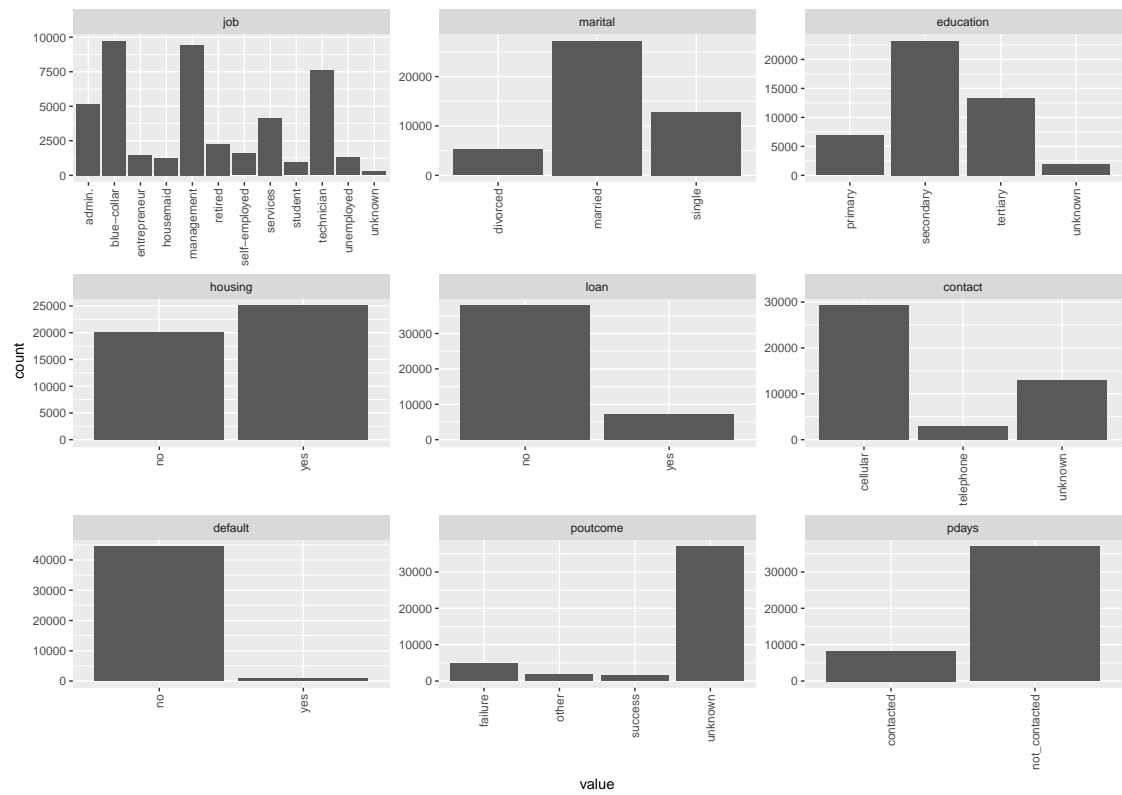 job
10000
7500
5000
2500
0
admin.
blue−collar
entrepreneur
housemaid
management
retired
self−employed
services
student
technician
unemployed
unknown
marital
20000
10000
0
divorced
married
single
education
20000
15000
10000
5000
0
primary
secondary
tertiary
unknown
count
housing
25000
20000
15000
10000
5000
0
no
yes
loan
30000
20000
10000
0
no
yes
contact
30000
20000
10000
0
cellular
telephone
unknown
default
40000
30000
20000
10000
0
no
yes
poutcome
30000
20000
10000
0
failure
other
success
unknown
pdays
30000
20000
10000
0
contacted
not_contacted
value